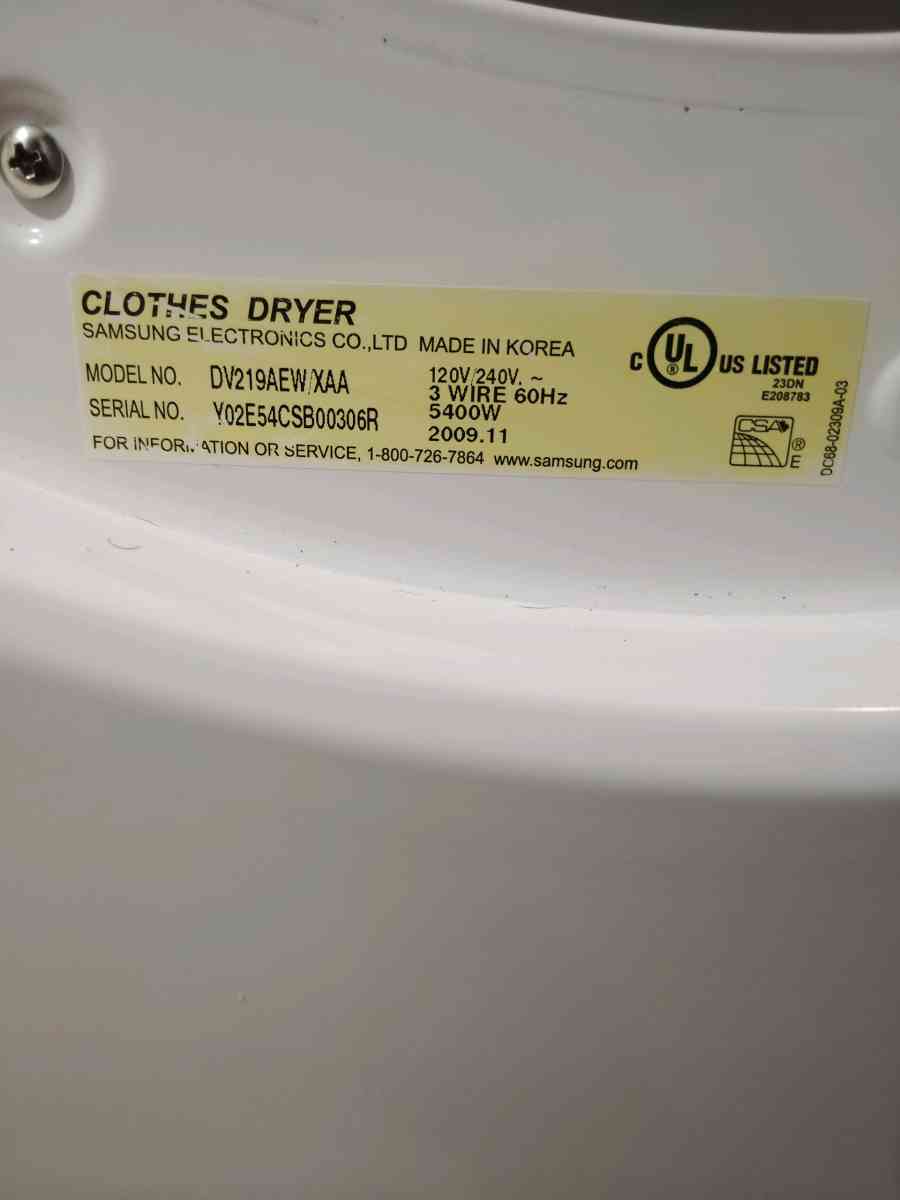 CLOTHES DRYER
SAMSUNG ELECTRONICS CO.,LTD MADE IN KOREA
MODEL NO. DV219AEW/XAA
SERIAL NO. Y02E54CSB00306R
120V/240V. ~
3 WIRE 60Hz
5400W
2009.11
FOR INFORMATION OR SERVICE, 1-800-726-7864 www.samsung.com
C UL ® US LISTED
23DN
E208783
CSA ®
E
DC68-02309A-03